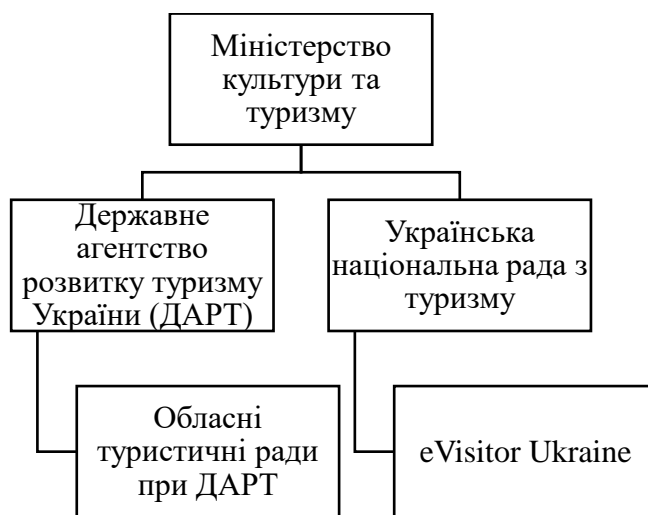 Міністерство
культури та
туризму
Державне
агентство
розвитку туризму
України (ДАРТ)
Українська
національна рада з
туризму
Обласні
туристичні ради
при ДАРТ
eVisitor Ukraine